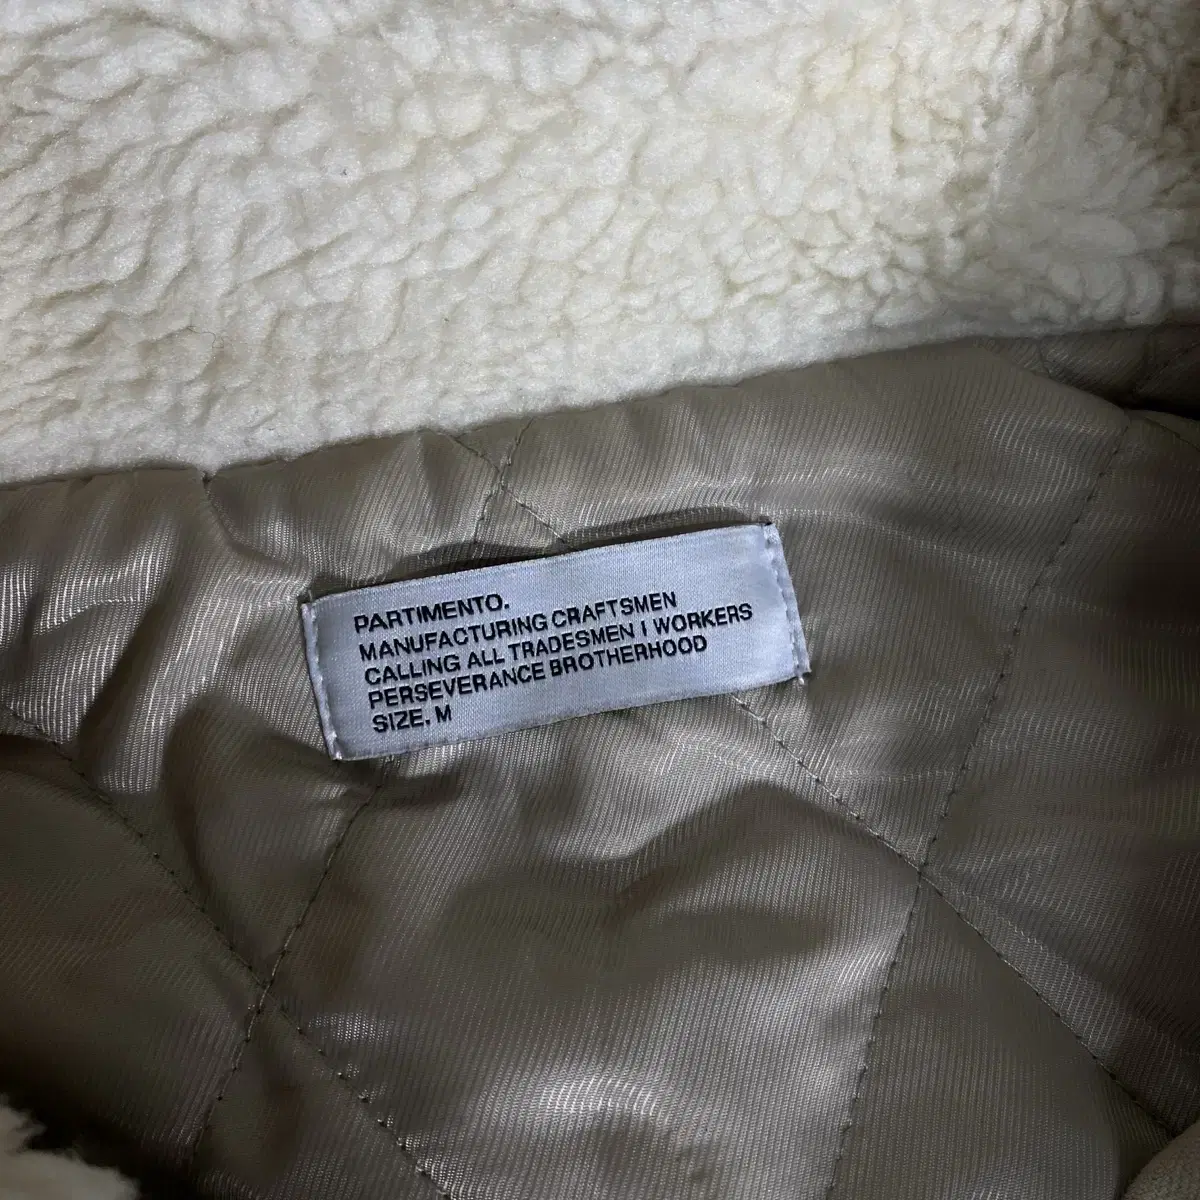 PARTIMENTO.
MANUFACTURING CRAFTSMEN
CALLING ALL TRADESMEN I WORKERS
PERSEVERANCE BROTHERHOOD
SIZE. M